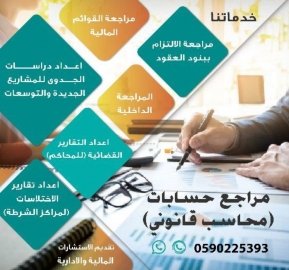 خدماتنا
مراجعة القوائم
المالية
مراجعة الالتزام
ببنود العقود
اعداد دراسات
الجدوى للمشاريع
الجديدة والتوسعات
المراجعة
الداخلية
اعداد التقارير
القضائية (للمحاكم)
اعداد تقارير
الاختلاسات
(لمراكز الشرطة)
مراجع حسابات
(محاسب قانوني)
0590225393
تقديم الاستشارات
المالية والادارية